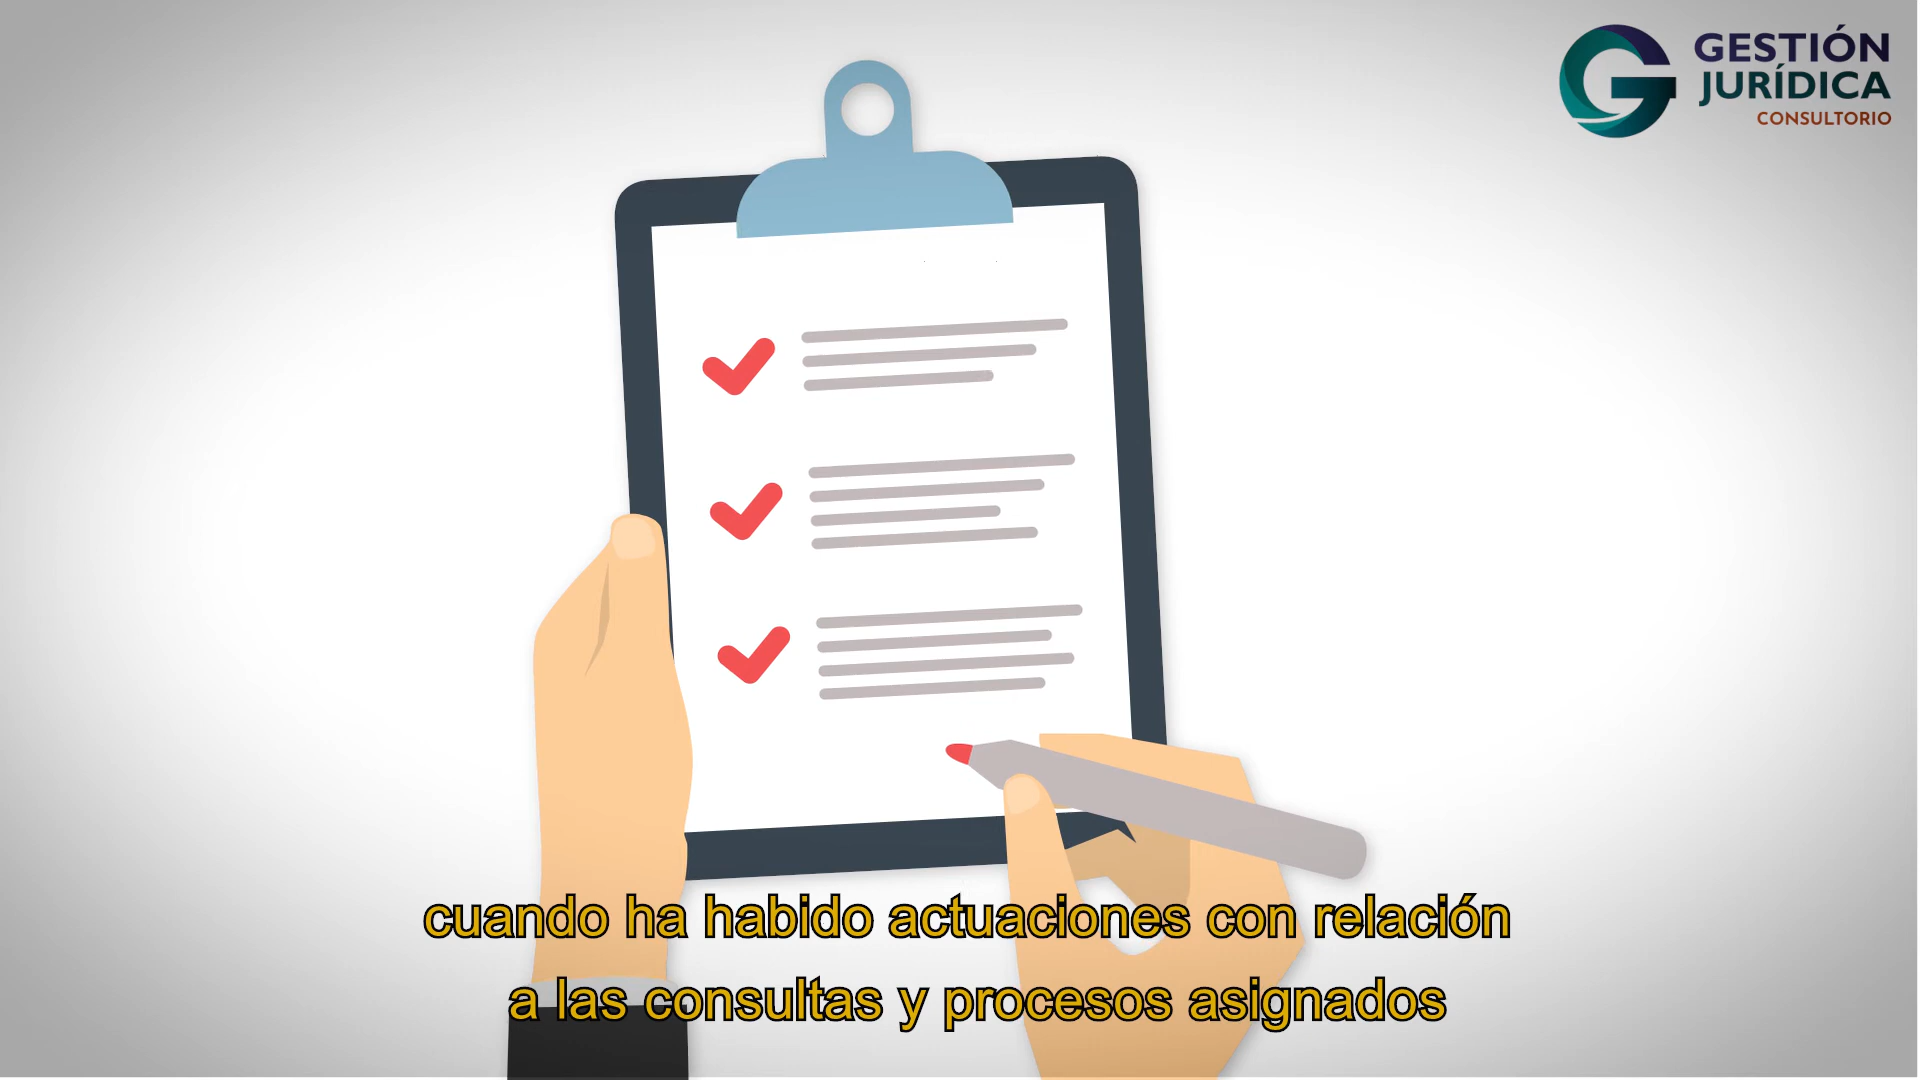 GESTIÓN
JURÍDICA
CONSULTORIO
cuando ha habido actuaciones con relación
a las consultas y procesos asignados